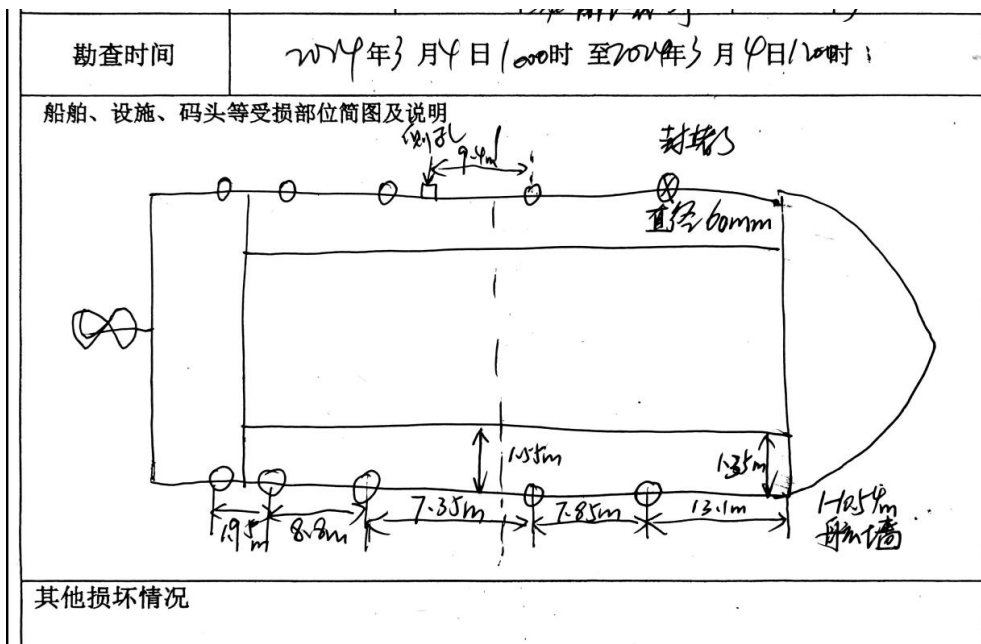 勘查时间
2024年3月4日1000时至2024年3月4日1200时
船舶、设施、码头等受损部位简图及说明
测孔
9.4m
封堵
直径60mm
1.55m
1.35m
1.95m
8.8m
7.35m
7.85m
13.1m
其他损坏情况